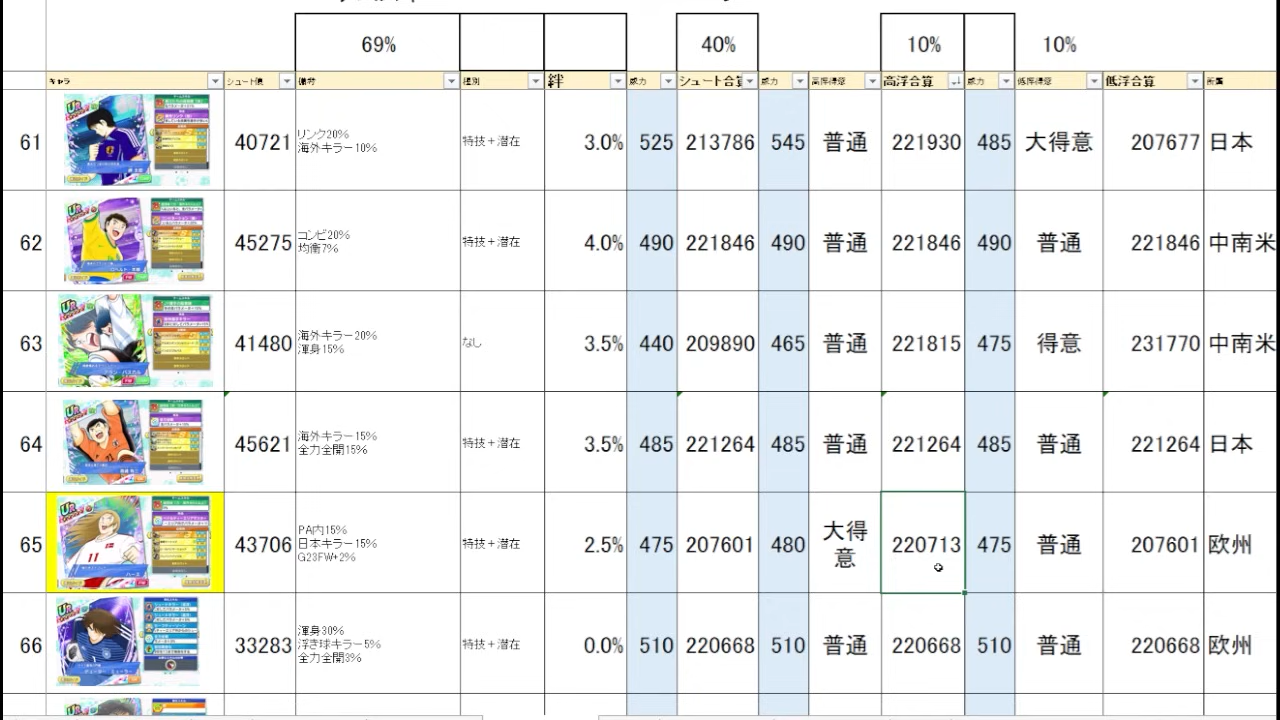 69% 40% 10% 10%
キャラ シュート値 備考 種別 絆 威力 シュート合算 威力 高浮得意 高浮合算 威力 低浮得意 低浮合算 所属
61 40721 リンク20% 特技＋潜在 3.0% 525 213786 545 普通 221930 485 大得意 207677 日本
海外キラー10%
62 45275 コンビ20% 特技＋潜在 4.0% 490 221846 490 普通 221846 490 普通 221846 中南米
均衡7%
63 41480 海外キラー20% なし 3.5% 440 209890 465 普通 221815 475 得意 231770 中南米
渾身15%
64 45621 海外キラー15% 特技＋潜在 3.5% 485 221264 485 普通 221264 485 普通 221264 日本
全力全開15%
65 43706 PA内15% 特技＋潜在 2.5% 475 207601 480 大得意 220713 475 普通 207601 欧州
日本キラー15%
G23FW+2%
66 33283 渾身30% 特技＋潜在 0.0% 510 220668 510 普通 220668 510 普通 220668 欧州
浮き球キラー5%
全力全開3%